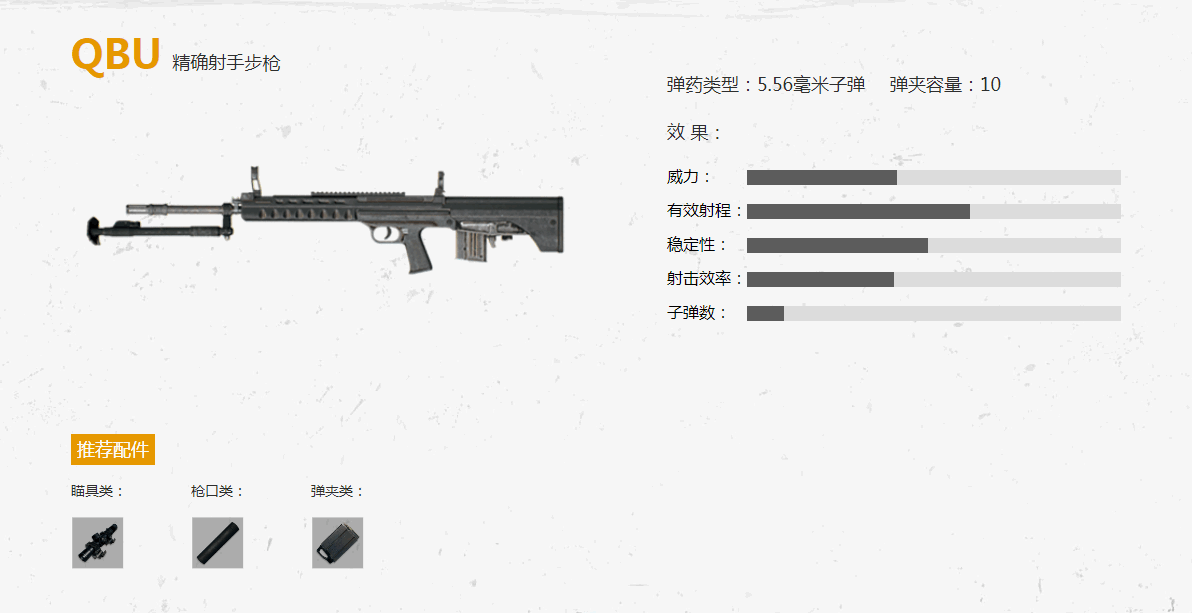 QBU 精确射手步枪
弹药类型：5.56毫米子弹 弹夹容量：10
效 果：
威力：
有效射程：
稳定性：
射击效率：
子弹数：
推荐配件
瞄具类： 枪口类： 弹夹类：